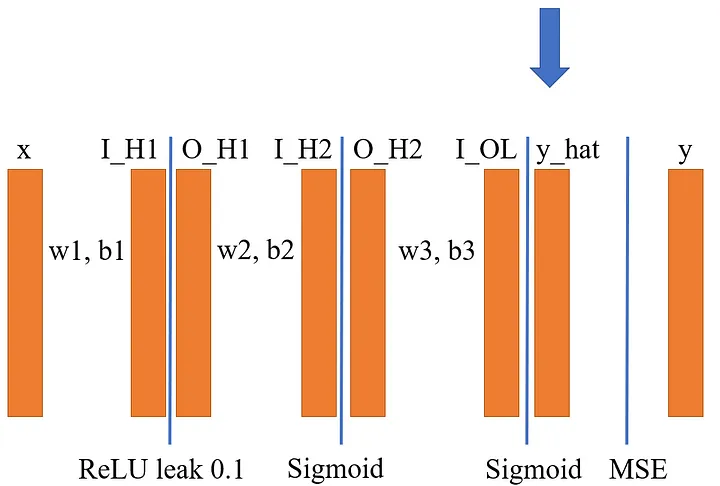 x I_H1 O_H1 I_H2 O_H2 I_OL y_hat y
w1, b1 w2, b2 w3, b3
ReLU leak 0.1 Sigmoid Sigmoid MSE